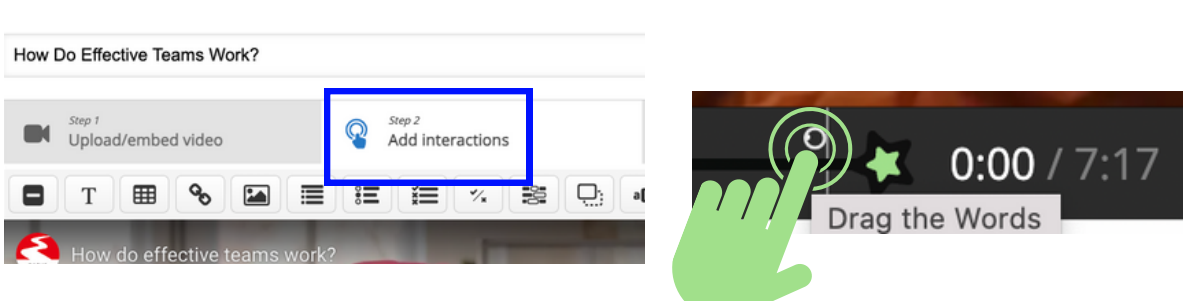 How Do Effective Teams Work?
Step 1
Upload/embed video
Step 2
Add interactions
T
How do effective teams work?
0:00 / 7:17
Drag the Words